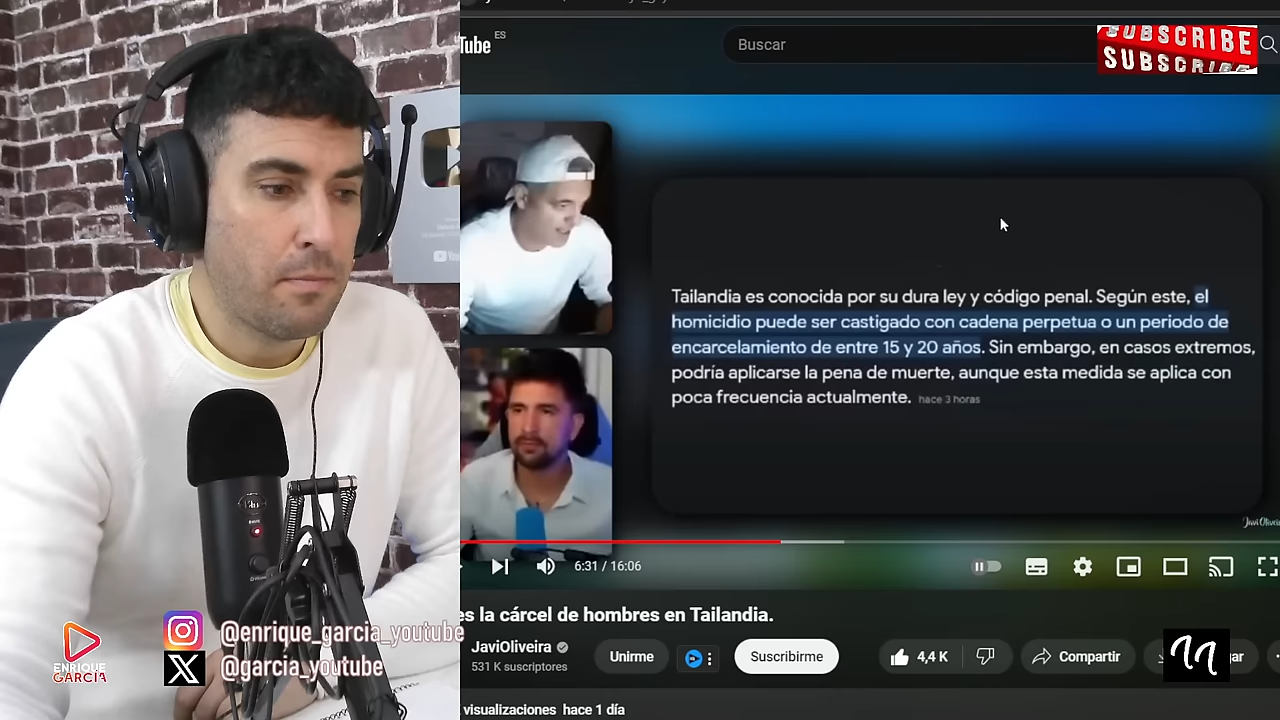 Tube ES
Buscar
SUBSCRIBE
SUBSCRIBE
Tailandia es conocida por su dura ley y código penal. Según este, el
homicidio puede ser castigado con cadena perpetua o un periodo de
encarcelamiento de entre 15 y 20 años. Sin embargo, en casos extremos,
podría aplicarse la pena de muerte, aunque esta medida se aplica con
poca frecuencia actualmente. hace 3 horas
6:31 / 16:06
es la cárcel de hombres en Tailandia.
JaviOliveira
531 K suscriptores
Unirme
Suscribirme
4,4 K
Compartir
visualizaciones hace 1 día
ENRIQUE
GARCIA
@enrique_garcia_youtube
@garcia_youtube